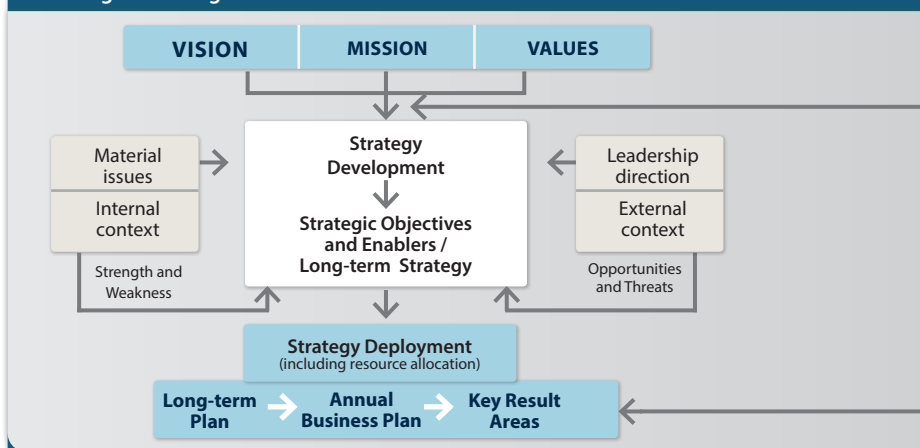 VISION
MISSION
VALUES
Material
issues
Internal
context
Strength and
Weakness
Strategy
Development
Strategic Objectives
and Enablers /
Long-term Strategy
Leadership
direction
External
context
Opportunities
and Threats
Strategy Deployment
(including resource allocation)
Long-term
Plan
Annual
Business Plan
Key Result
Areas